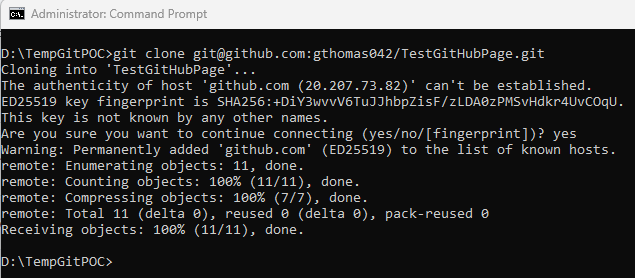 Administrator: Command Prompt
D:\TempGitPOC>git clone git@github.com:gthomas042/TestGitHubPage.git
Cloning into 'TestGitHubPage'...
The authenticity of host 'github.com (20.207.73.82)' can't be established.
ED25519 key fingerprint is SHA256:+DiY3wvvV6TuJJhbpZisF/zLDA0zPMSvHdkr4UvCOqU.
This key is not known by any other names.
Are you sure you want to continue connecting (yes/no/[fingerprint])? yes
Warning: Permanently added 'github.com' (ED25519) to the list of known hosts.
remote: Enumerating objects: 11, done.
remote: Counting objects: 100% (11/11), done.
remote: Compressing objects: 100% (7/7), done.
remote: Total 11 (delta 0), reused 0 (delta 0), pack-reused 0
Receiving objects: 100% (11/11), done.
D:\TempGitPOC>